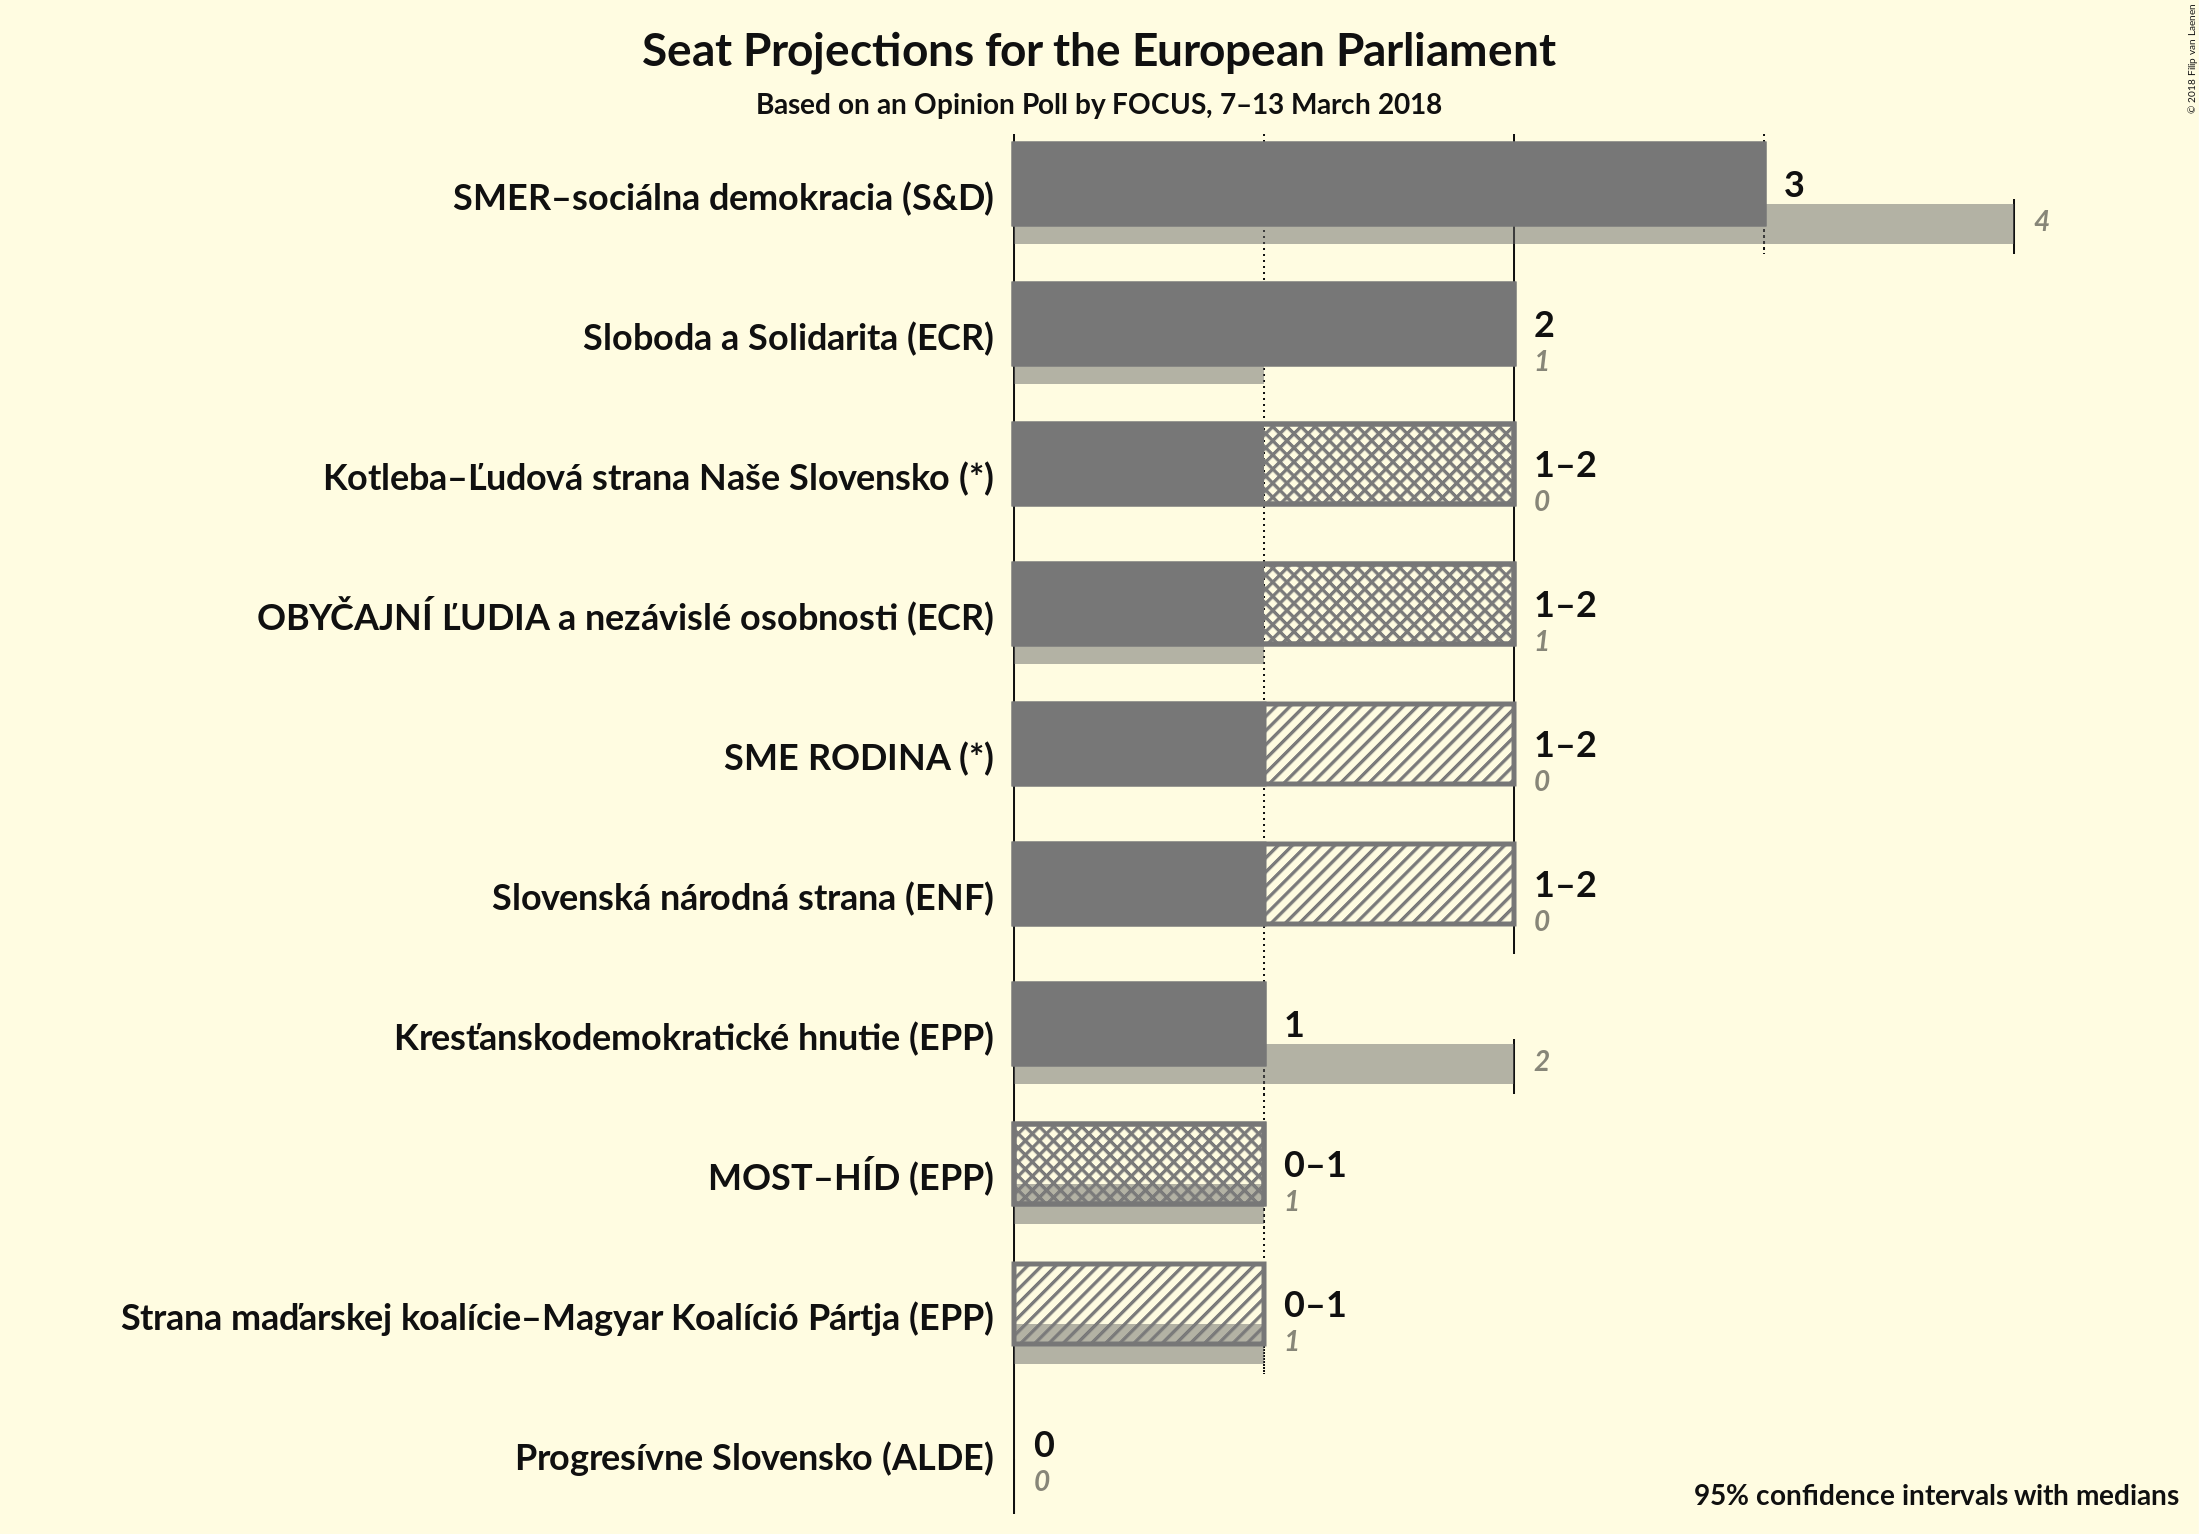 Seat Projections for the European Parliament
Based on an Opinion Poll by FOCUS, 7–13 March 2018
© 2018 Filip van Laenen
SMER–sociálna demokracia (S&D)
3
4
Sloboda a Solidarita (ECR)
2
1
Kotleba–Ľudová strana Naše Slovensko (*)
1–2
0
OBYČAJNÍ ĽUDIA a nezávislé osobnosti (ECR)
1–2
1
SME RODINA (*)
1–2
0
Slovenská národná strana (ENF)
1–2
0
Kresťanskodemokratické hnutie (EPP)
1
2
MOST–HÍD (EPP)
0–1
1
Strana maďarskej koalície–Magyar Koalíció Pártja (EPP)
0–1
1
Progresívne Slovensko (ALDE)
0
0
95% confidence intervals with medians